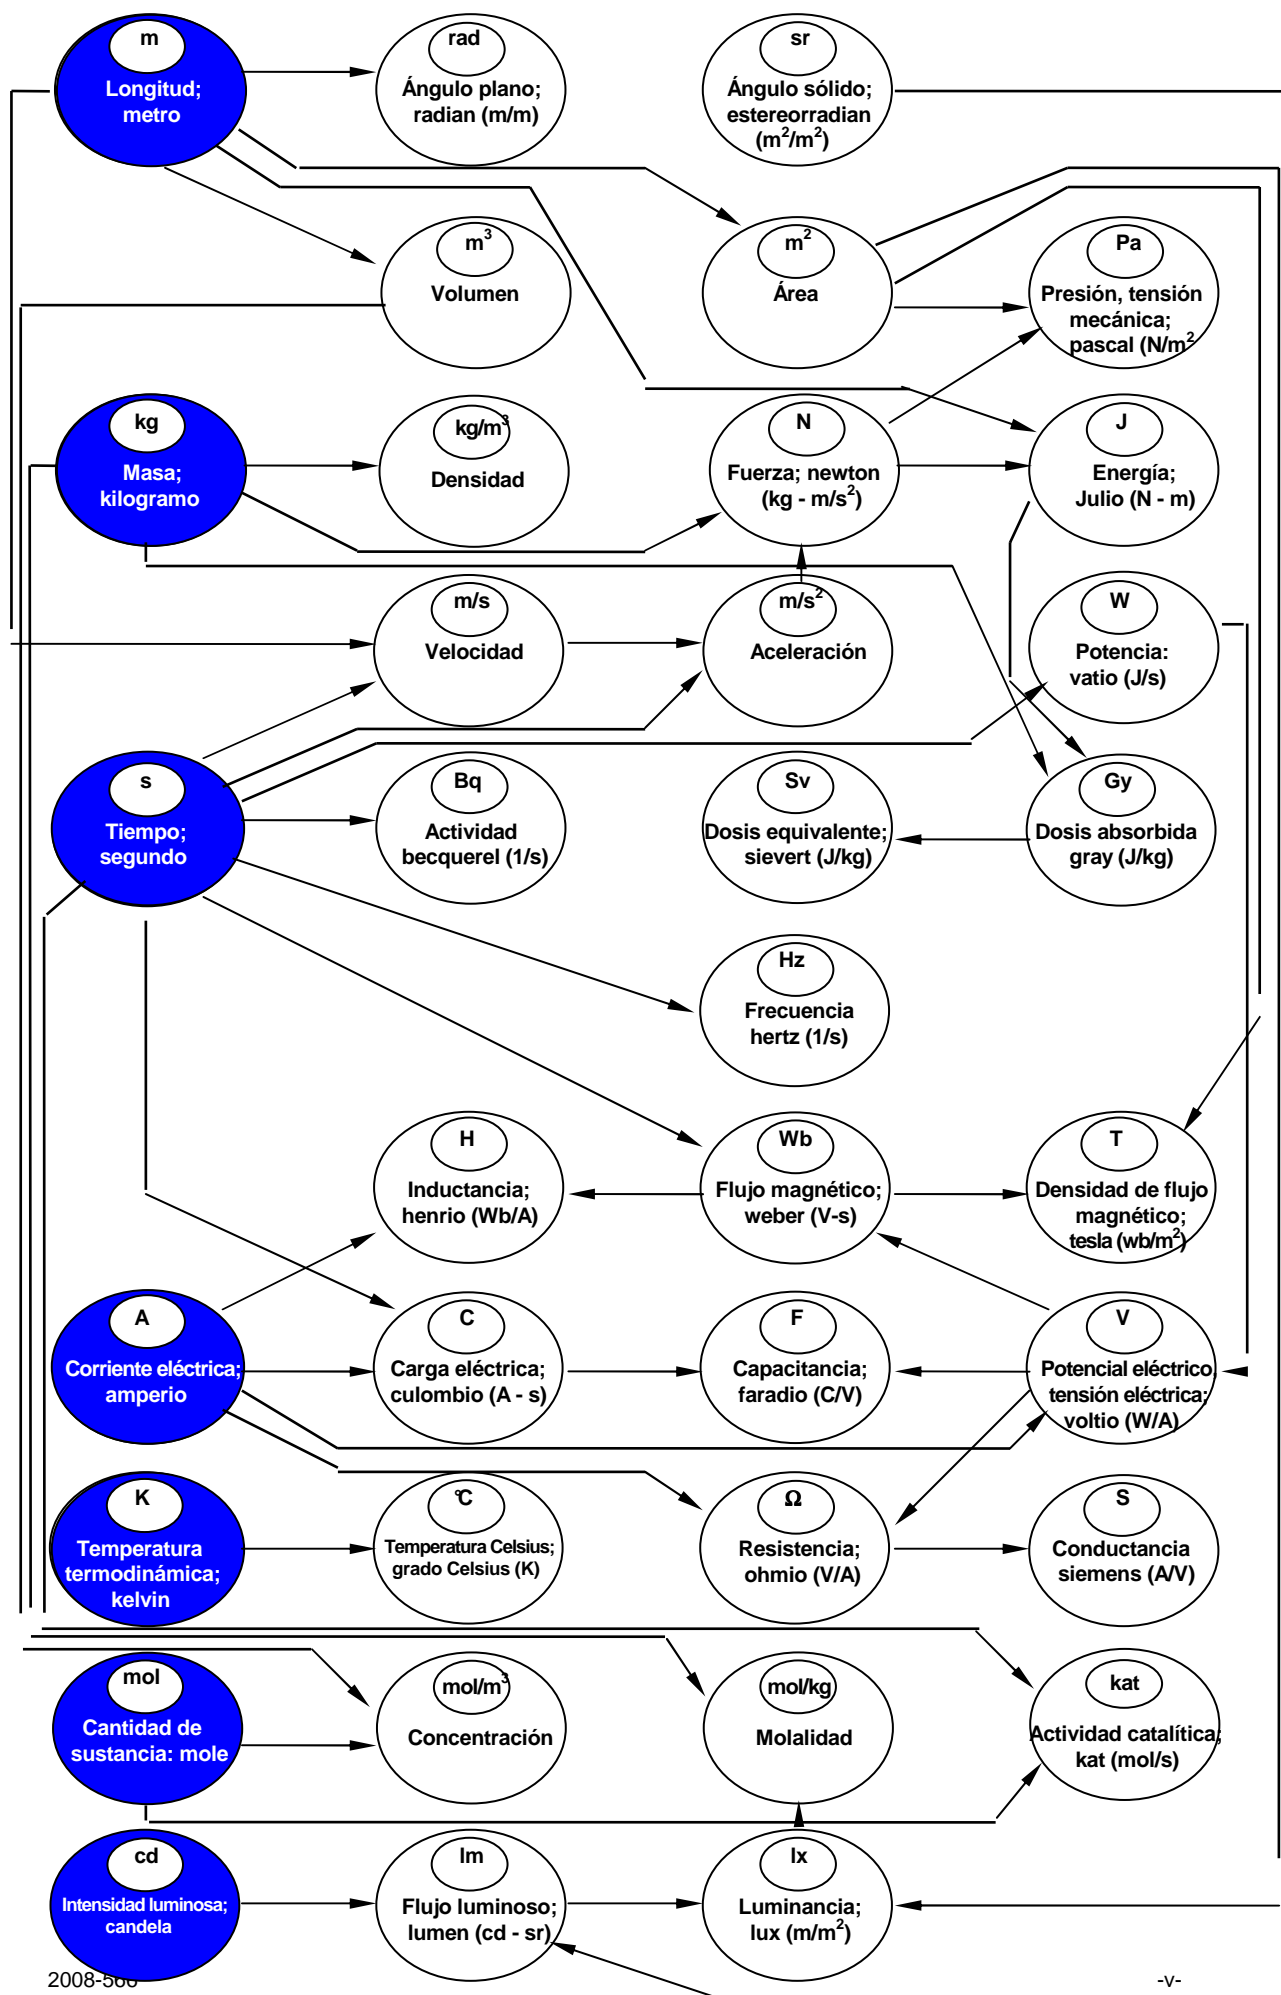 m
Longitud;
metro
rad
Ángulo plano;
radian (m/m)
sr
Ángulo sólido;
estereorradian
(m²/m²)
m³
Volumen
m²
Área
Pa
Presión, tensión
mecánica;
pascal (N/m²
kg
Masa;
kilogramo
kg/m³
Densidad
N
Fuerza; newton
(kg - m/s²)
J
Energía;
Julio (N - m)
m/s
Velocidad
m/s²
Aceleración
W
Potencia:
vatio (J/s)
s
Tiempo;
segundo
Bq
Actividad
becquerel (1/s)
Sv
Dosis equivalente;
sievert (J/kg)
Gy
Dosis absorbida
gray (J/kg)
Hz
Frecuencia
hertz (1/s)
H
Inductancia;
henrio (Wb/A)
Wb
Flujo magnético;
weber (V-s)
T
Densidad de flujo
magnético;
tesla (wb/m²)
A
Corriente eléctrica;
amperio
C
Carga eléctrica;
culombio (A - s)
F
Capacitancia;
faradio (C/V)
V
Potencial eléctrico,
tensión eléctrica;
voltio (W/A)
K
Temperatura
termodinámica;
kelvin
°C
Temperatura Celsius;
grado Celsius (K)
Ω
Resistencia;
ohmio (V/A)
S
Conductancia
siemens (A/V)
mol
Cantidad de
sustancia: mole
mol/m³
Concentración
mol/kg
Molalidad
kat
Actividad catalítica;
kat (mol/s)
cd
Intensidad luminosa;
candela
lm
Flujo luminoso;
lumen (cd - sr)
lx
Luminancia;
lux (m/m²)
2008-566
-v-